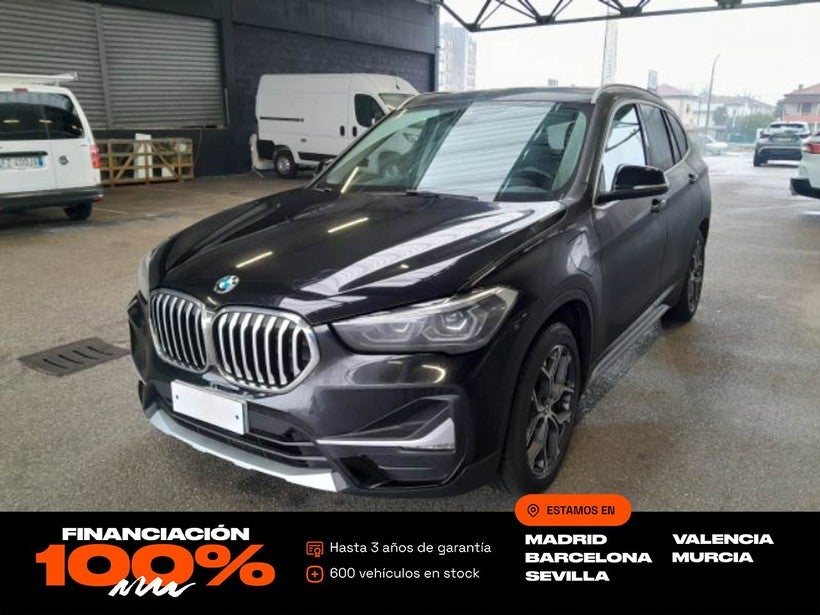 ESTAMOS EN
FINANCIACIÓN
100%
Hasta 3 años de garantía
600 vehículos en stock
MADRID
BARCELONA
SEVILLA
VALENCIA
MURCIA